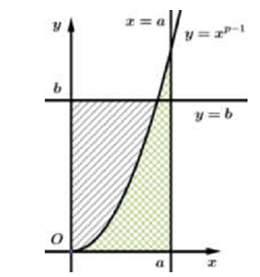 y
x = a
y = x^{p-1}
b
y = b
O
a
x